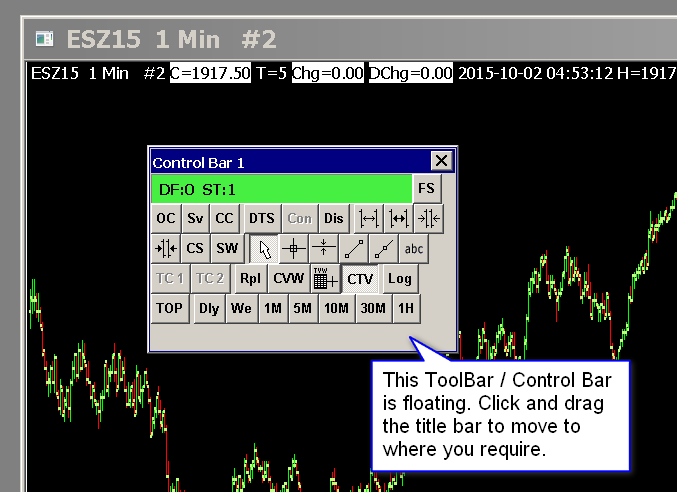 ESZ15 1 Min #2
ESZ15 1 Min #2 C=1917.50 T=5 Chg=0.00 DChg=0.00 2015-10-02 04:53:12 H=1917
Control Bar 1
DF:0 ST:1 FS
OC Sv CC DTS Con Dis
CS SW abc
TC 1 TC 2 Rpl CVW TVW CTV Log
TOP Dly We 1M 5M 10M 30M 1H
This ToolBar / Control Bar
is floating. Click and drag
the title bar to move to
where you require.